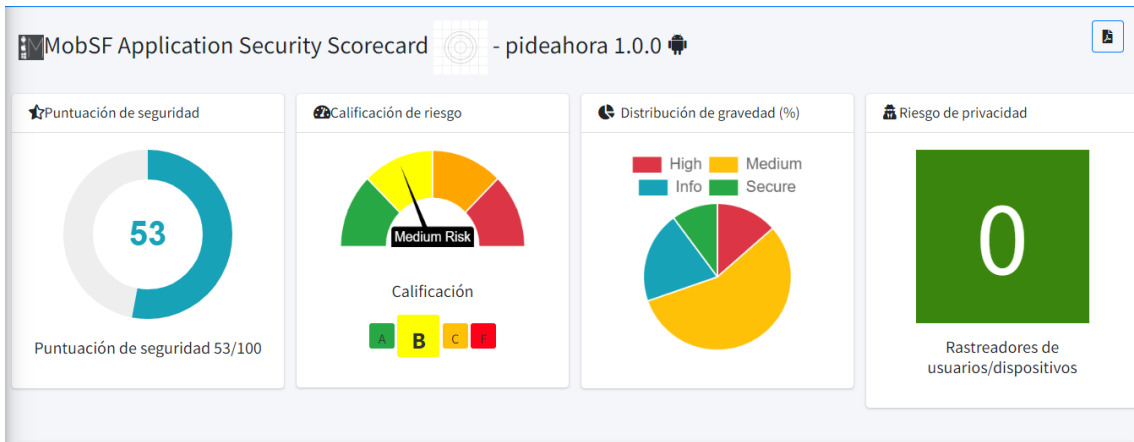 MobSF Application Security Scorecard - pideahora 1.0.0
Puntuación de seguridad
53
Puntuación de seguridad 53/100
Calificación de riesgo
Medium Risk
Calificación
A B C F
Distribución de gravedad (%)
High Medium
Info Secure
Riesgo de privacidad
0
Rastreadores de
usuarios/dispositivos